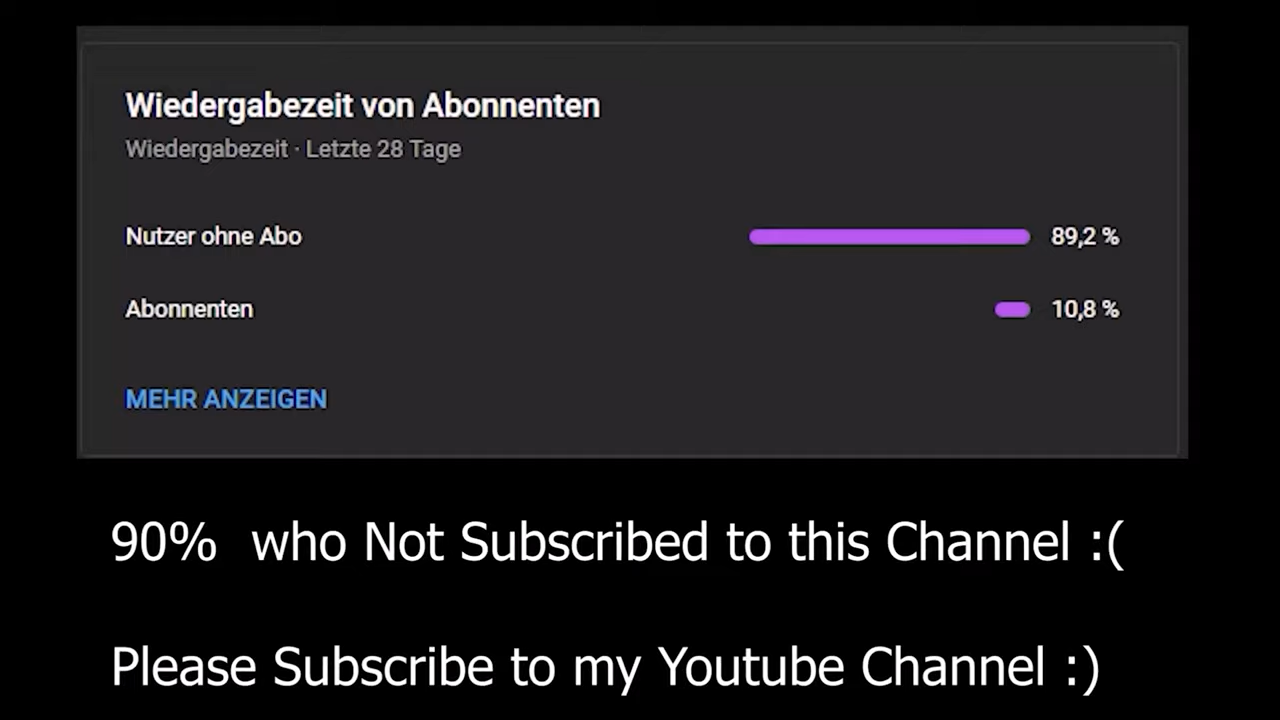 Wiedergabezeit von Abonnenten
Wiedergabezeit · Letzte 28 Tage
Nutzer ohne Abo 89,2 %
Abonnenten 10,8 %
MEHR ANZEIGEN
90% who Not Subscribed to this Channel :(
Please Subscribe to my Youtube Channel :)